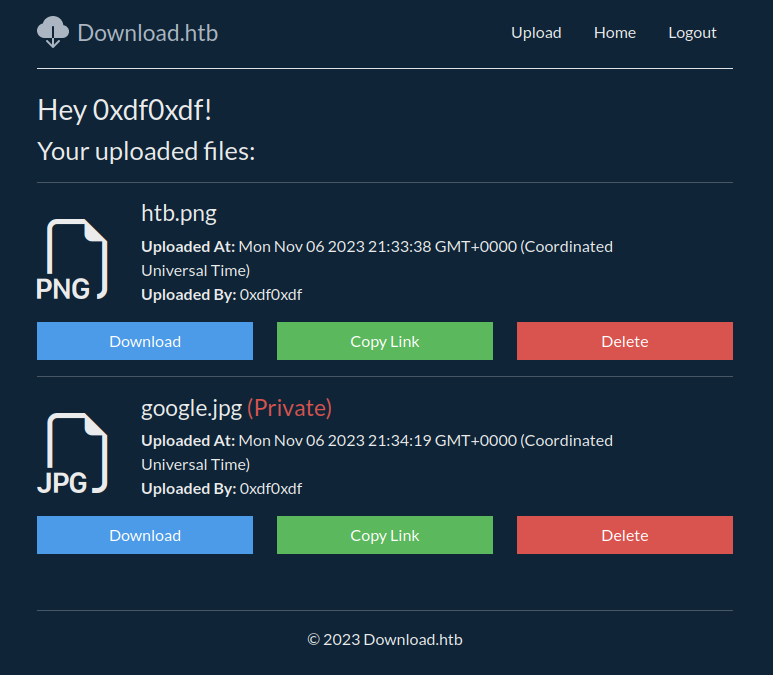 Download.htb
Upload Home Logout
Hey 0xdf0xdf!
Your uploaded files:
htb.png
Uploaded At: Mon Nov 06 2023 21:33:38 GMT+0000 (Coordinated
Universal Time)
Uploaded By: 0xdf0xdf
PNG
Download Copy Link Delete
google.jpg (Private)
Uploaded At: Mon Nov 06 2023 21:34:19 GMT+0000 (Coordinated
Universal Time)
Uploaded By: 0xdf0xdf
JPG
Download Copy Link Delete
© 2023 Download.htb